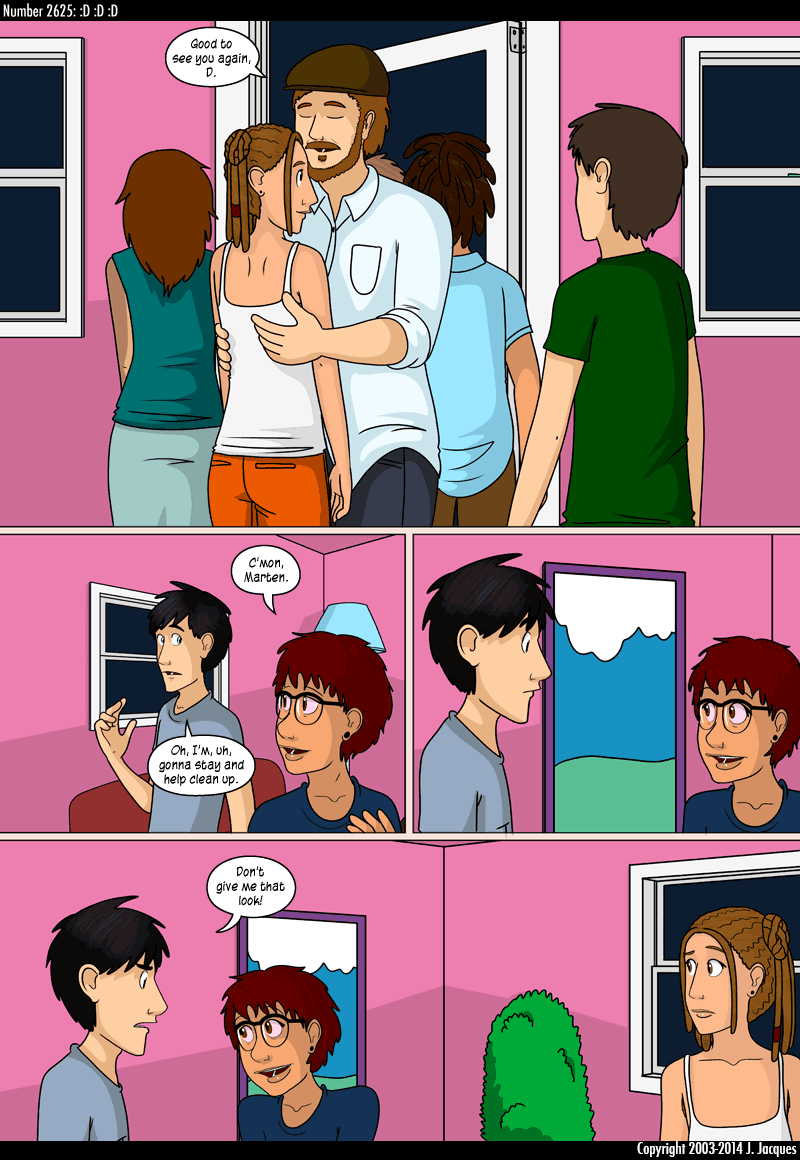 Number 2625: :D :D :D
Good to
see you again,
D.
C'mon,
Marten.
Oh, I'm, uh,
gonna stay and
help clean up.
Don't
give me that
look!
Copyright 2003-2014 J. Jacques